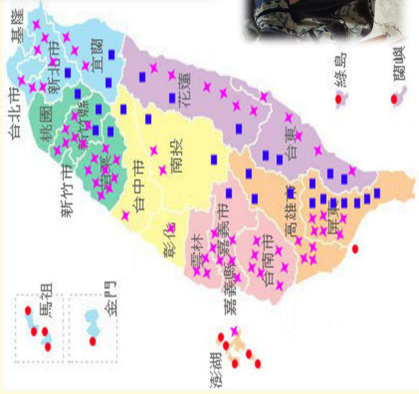 基隆
台北市
新北市
宜蘭
桃園
新竹縣
新竹市
苗栗
台中市
南投
花蓮
彰化
雲林
嘉義市
嘉義縣
台南市
高雄市
屏東
台東
綠島
蘭嶼
馬祖
金門
澎湖